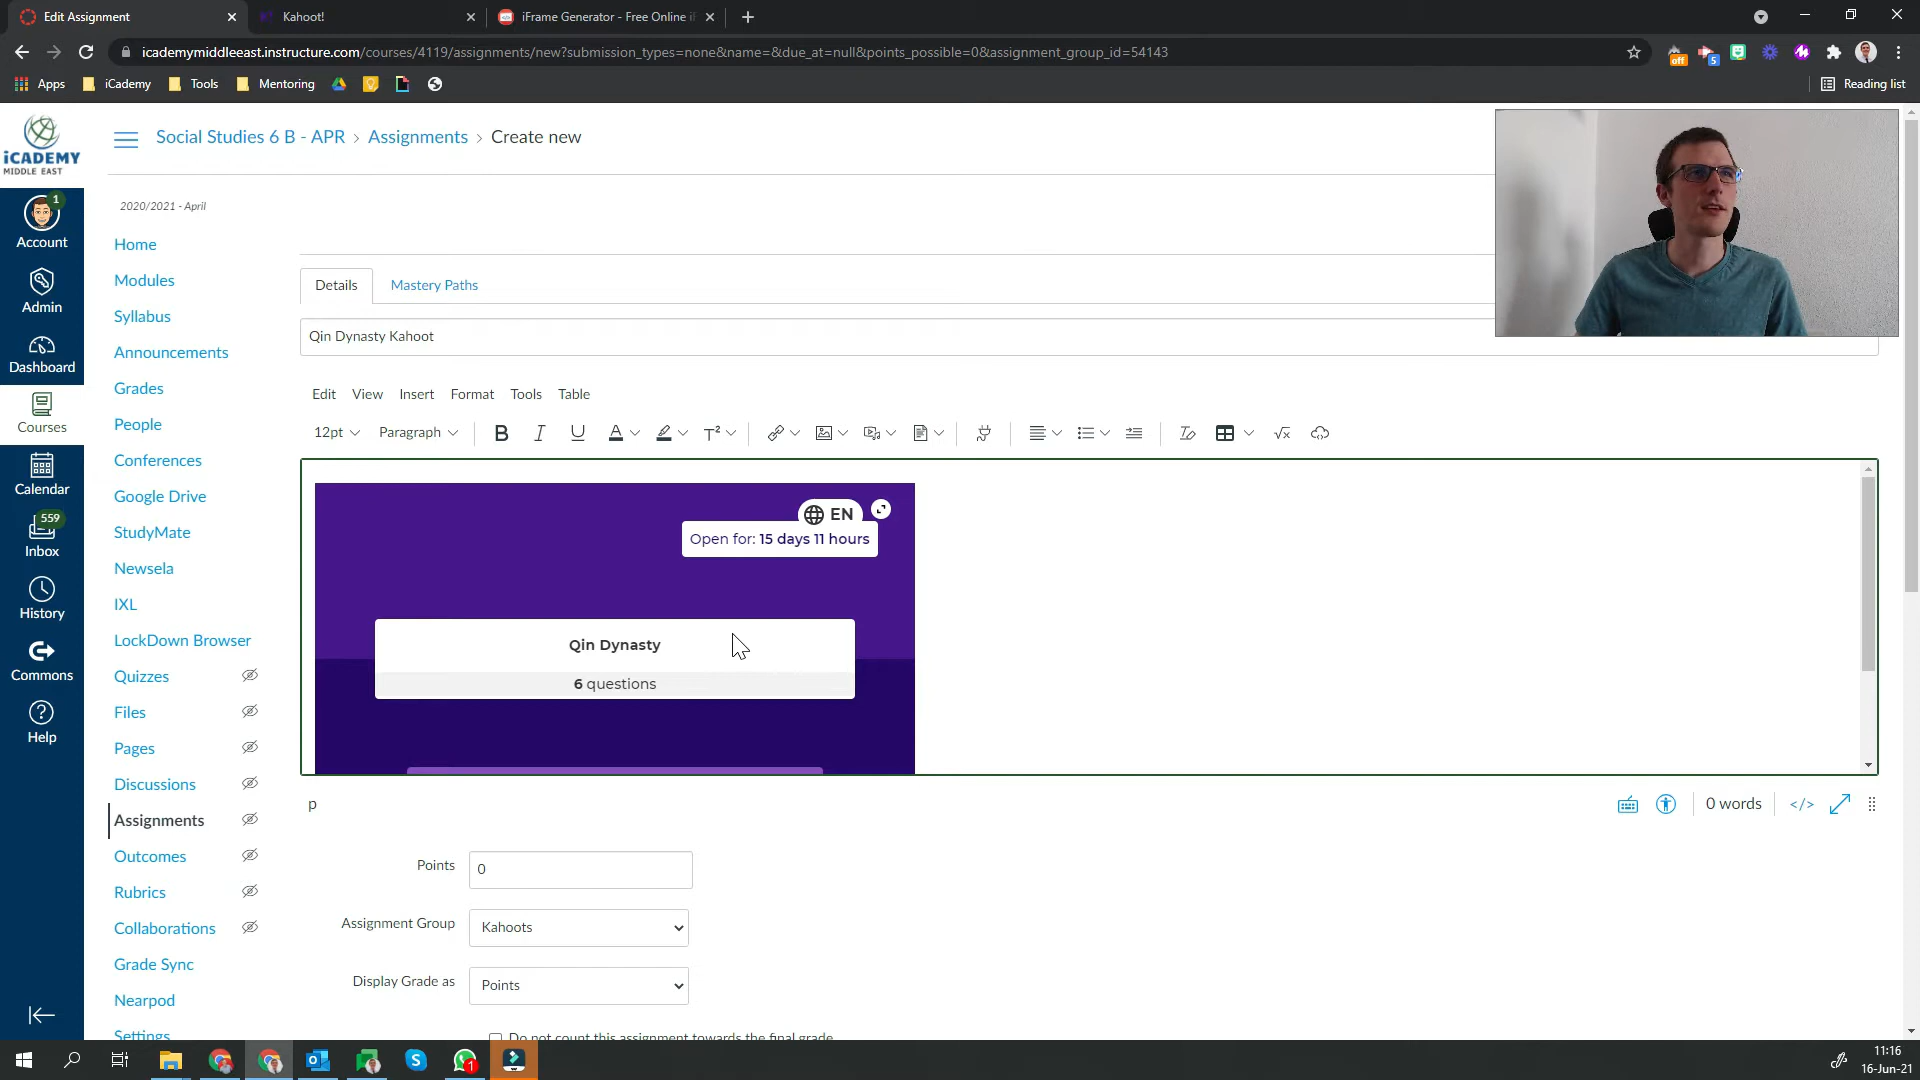 Edit Assignment
Kahoot!
iFrame Generator - Free Online iF
icademymiddleeast.instructure.com/courses/4119/assignments/new?submission_types=none&name=&due_at=null&points_possible=0&assignment_group_id=54143
off
5
Apps
iCademy
Tools
Mentoring
Reading list
iCADEMY
MIDDLE EAST
Social Studies 6 B - APR > Assignments > Create new
2020/2021 - April
1
Account
Admin
Dashboard
Courses
Calendar
559
Inbox
History
Commons
Help
Home
Modules
Syllabus
Announcements
Grades
People
Conferences
Google Drive
StudyMate
Newsela
IXL
LockDown Browser
Quizzes
Files
Pages
Discussions
Assignments
Outcomes
Rubrics
Collaborations
Grade Sync
Nearpod
Settings
Details
Mastery Paths
Qin Dynasty Kahoot
Edit View Insert Format Tools Table
12pt
Paragraph
B I U A T²
EN
Open for: 15 days 11 hours
Qin Dynasty
6 questions
p
0 words
</>
Points
0
Assignment Group
Kahoots
Display Grade as
Points
Do not count this assignment towards the final grade
1
11:16
16-Jun-21